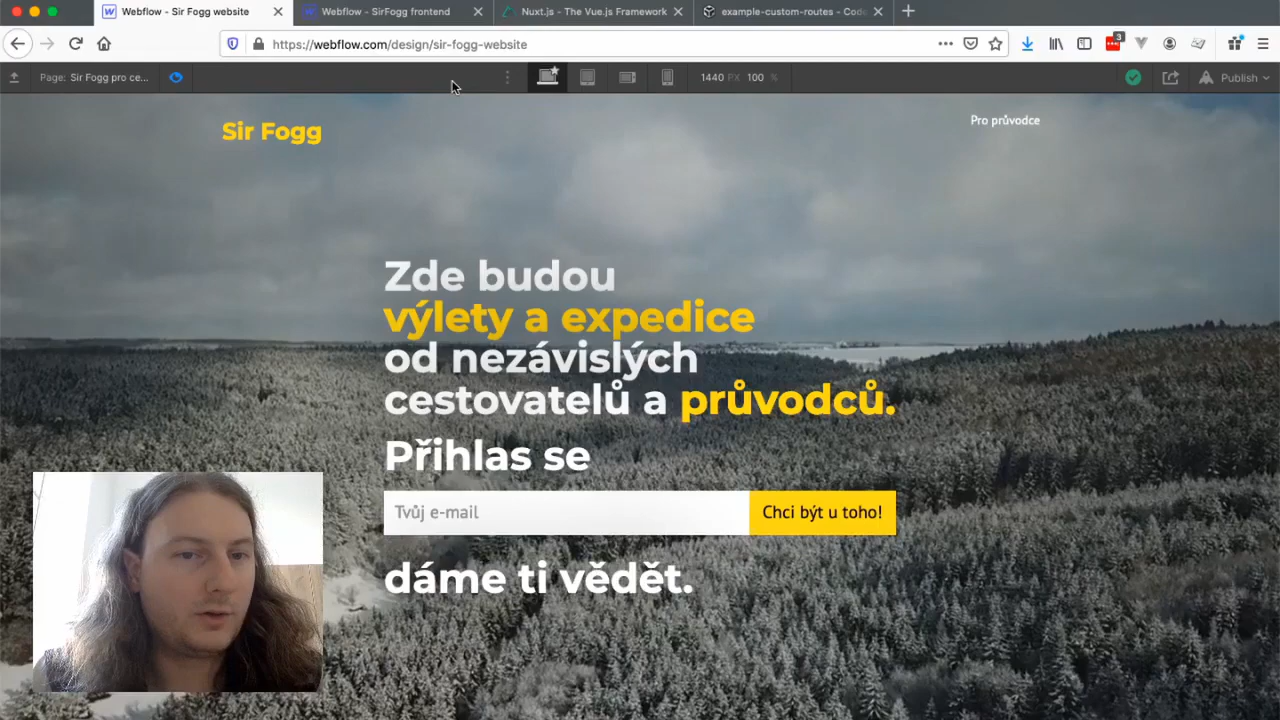 Webflow - Sir Fogg website
Webflow - SirFogg frontend
Nuxt.js - The Vue.js Framework
example-custom-routes - Code
https://webflow.com/design/sir-fogg-website
3
Page: Sir Fogg pro ce...
1440 PX 100 %
Publish
Sir Fogg
Pro průvodce
Zde budou
výlety a expedice
od nezávislých
cestovatelů a průvodců.
Přihlas se
Tvůj e-mail
Chci být u toho!
dáme ti vědět.